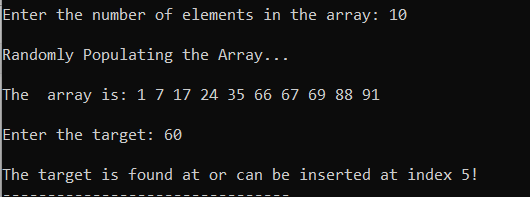 Enter the number of elements in the array: 10
Randomly Populating the Array...
The  array is: 1 7 17 24 35 66 67 69 88 91
Enter the target: 60
The target is found at or can be inserted at index 5!
---------------------------------